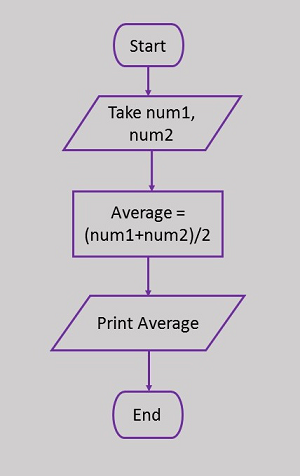 Start
Take num1,
num2
Average =
(num1+num2)/2
Print Average
End